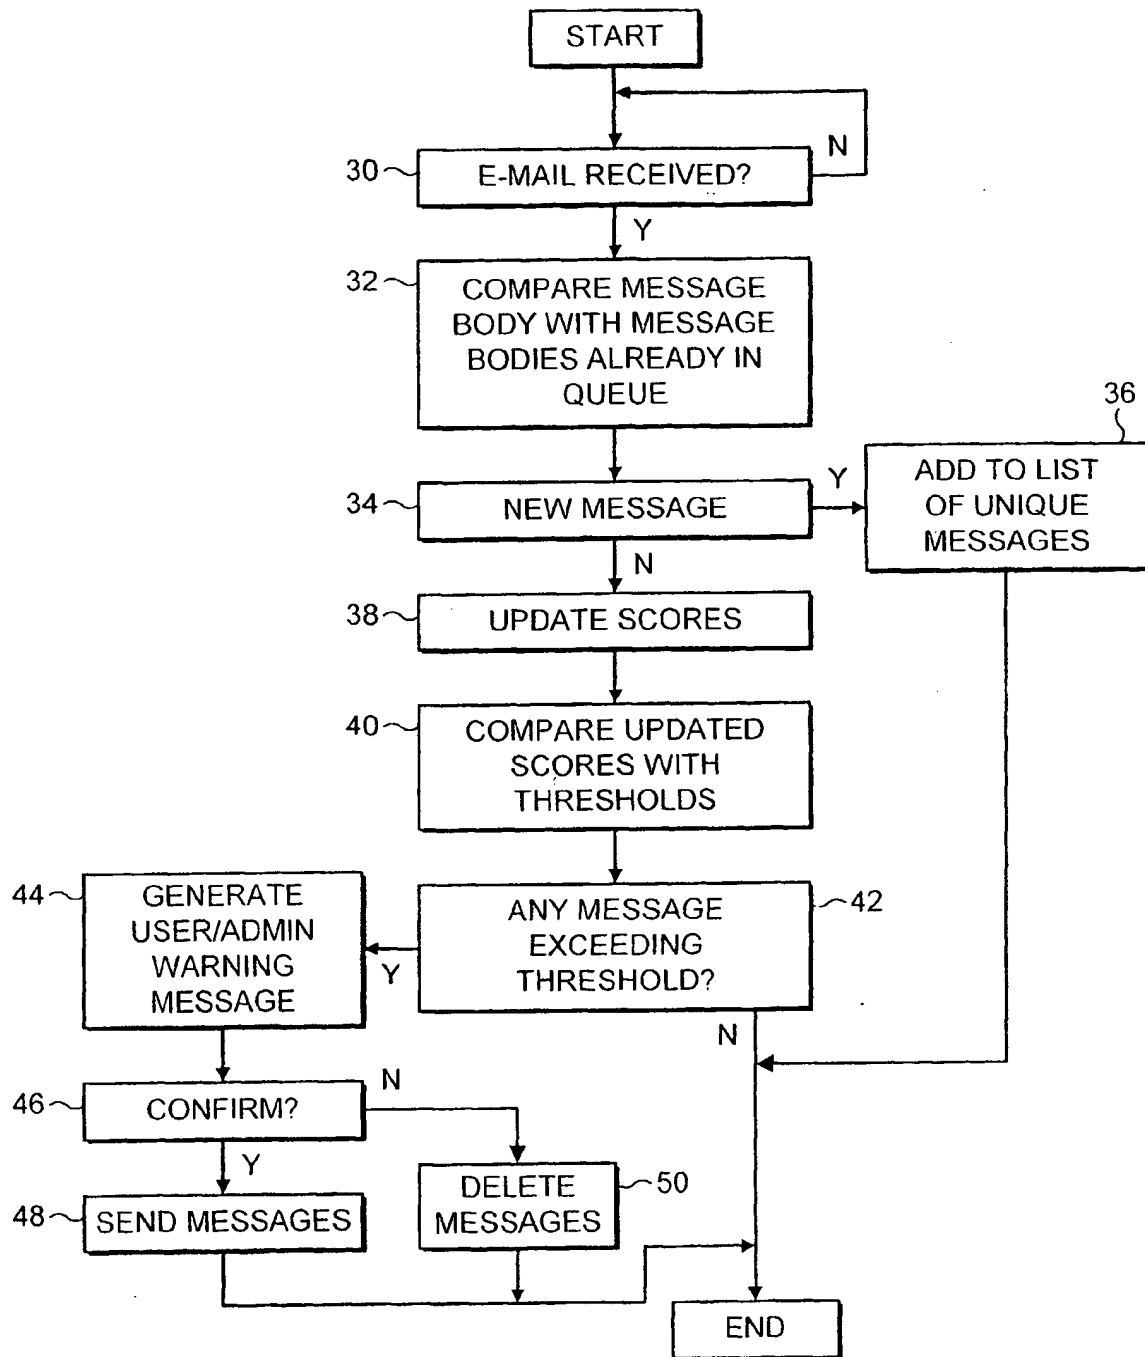 START
N
30
E-MAIL RECEIVED?
Y
32
COMPARE MESSAGE
BODY WITH MESSAGE
BODIES ALREADY IN
QUEUE
36
34
NEW MESSAGE
Y
ADD TO LIST
OF UNIQUE
MESSAGES
N
38
UPDATE SCORES
40
COMPARE UPDATED
SCORES WITH
THRESHOLDS
44
GENERATE
USER/ADMIN
WARNING
MESSAGE
Y
ANY MESSAGE
EXCEEDING
THRESHOLD?
42
N
46
CONFIRM?
N
Y
48
SEND MESSAGES
DELETE
MESSAGES
50
END